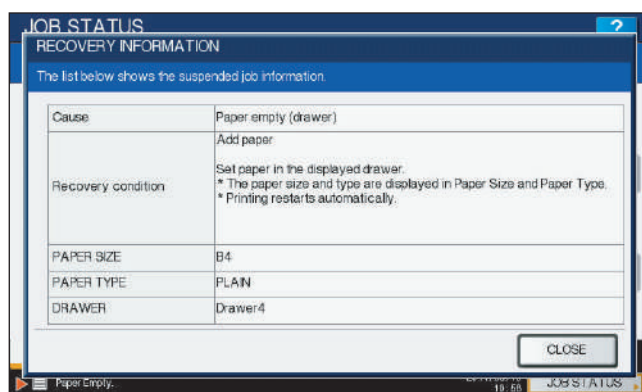 JOB STATUS
?
RECOVERY INFORMATION
The list below shows the suspended job information.
Cause
Paper empty (drawer)
Recovery condition
Add paper
Set paper in the displayed drawer.
* The paper size and type are displayed in Paper Size and Paper Type.
* Printing restarts automatically.
PAPER SIZE
B4
PAPER TYPE
PLAIN
DRAWER
Drawer4
CLOSE
Paper Empty.
19:58
JOB STATUS